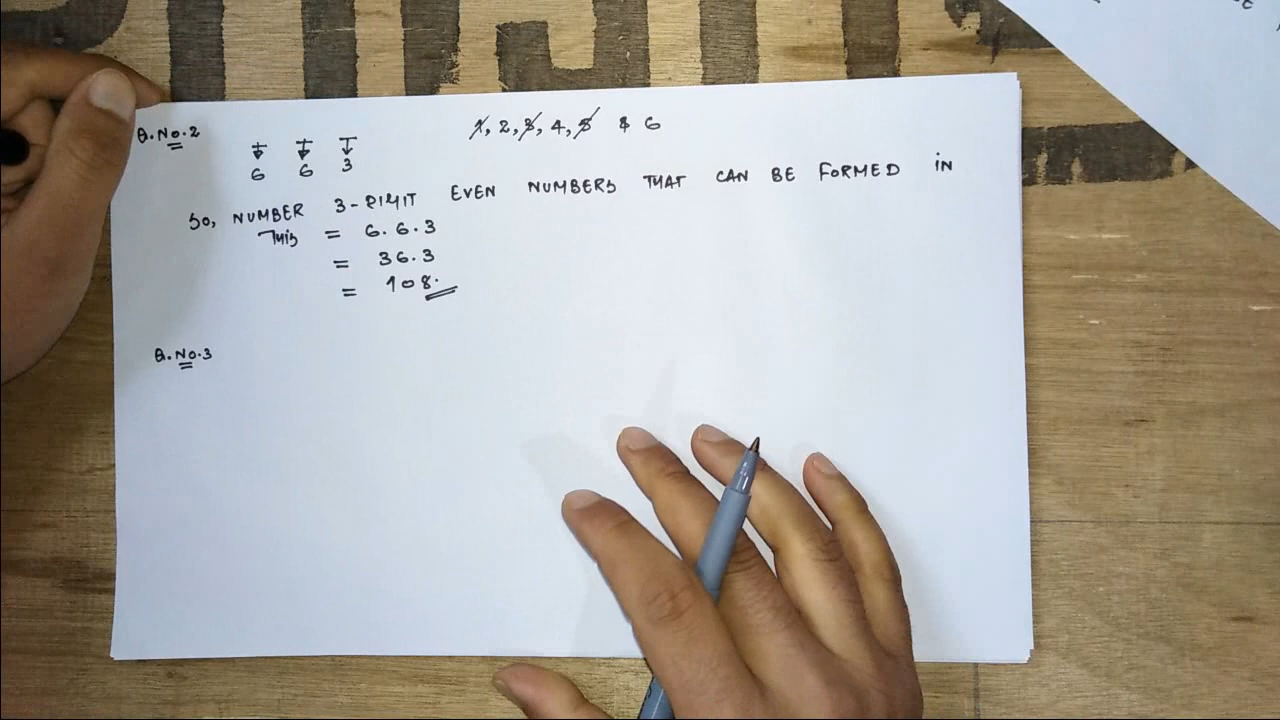 Q.No.2
1, 2, 3, 4, 5 & 6
6 6 3
So, NUMBER 3-DIGIT EVEN NUMBERS THAT CAN BE FORMED IN
THIS = 6.6.3
= 36.3
= 108.
Q.No.3